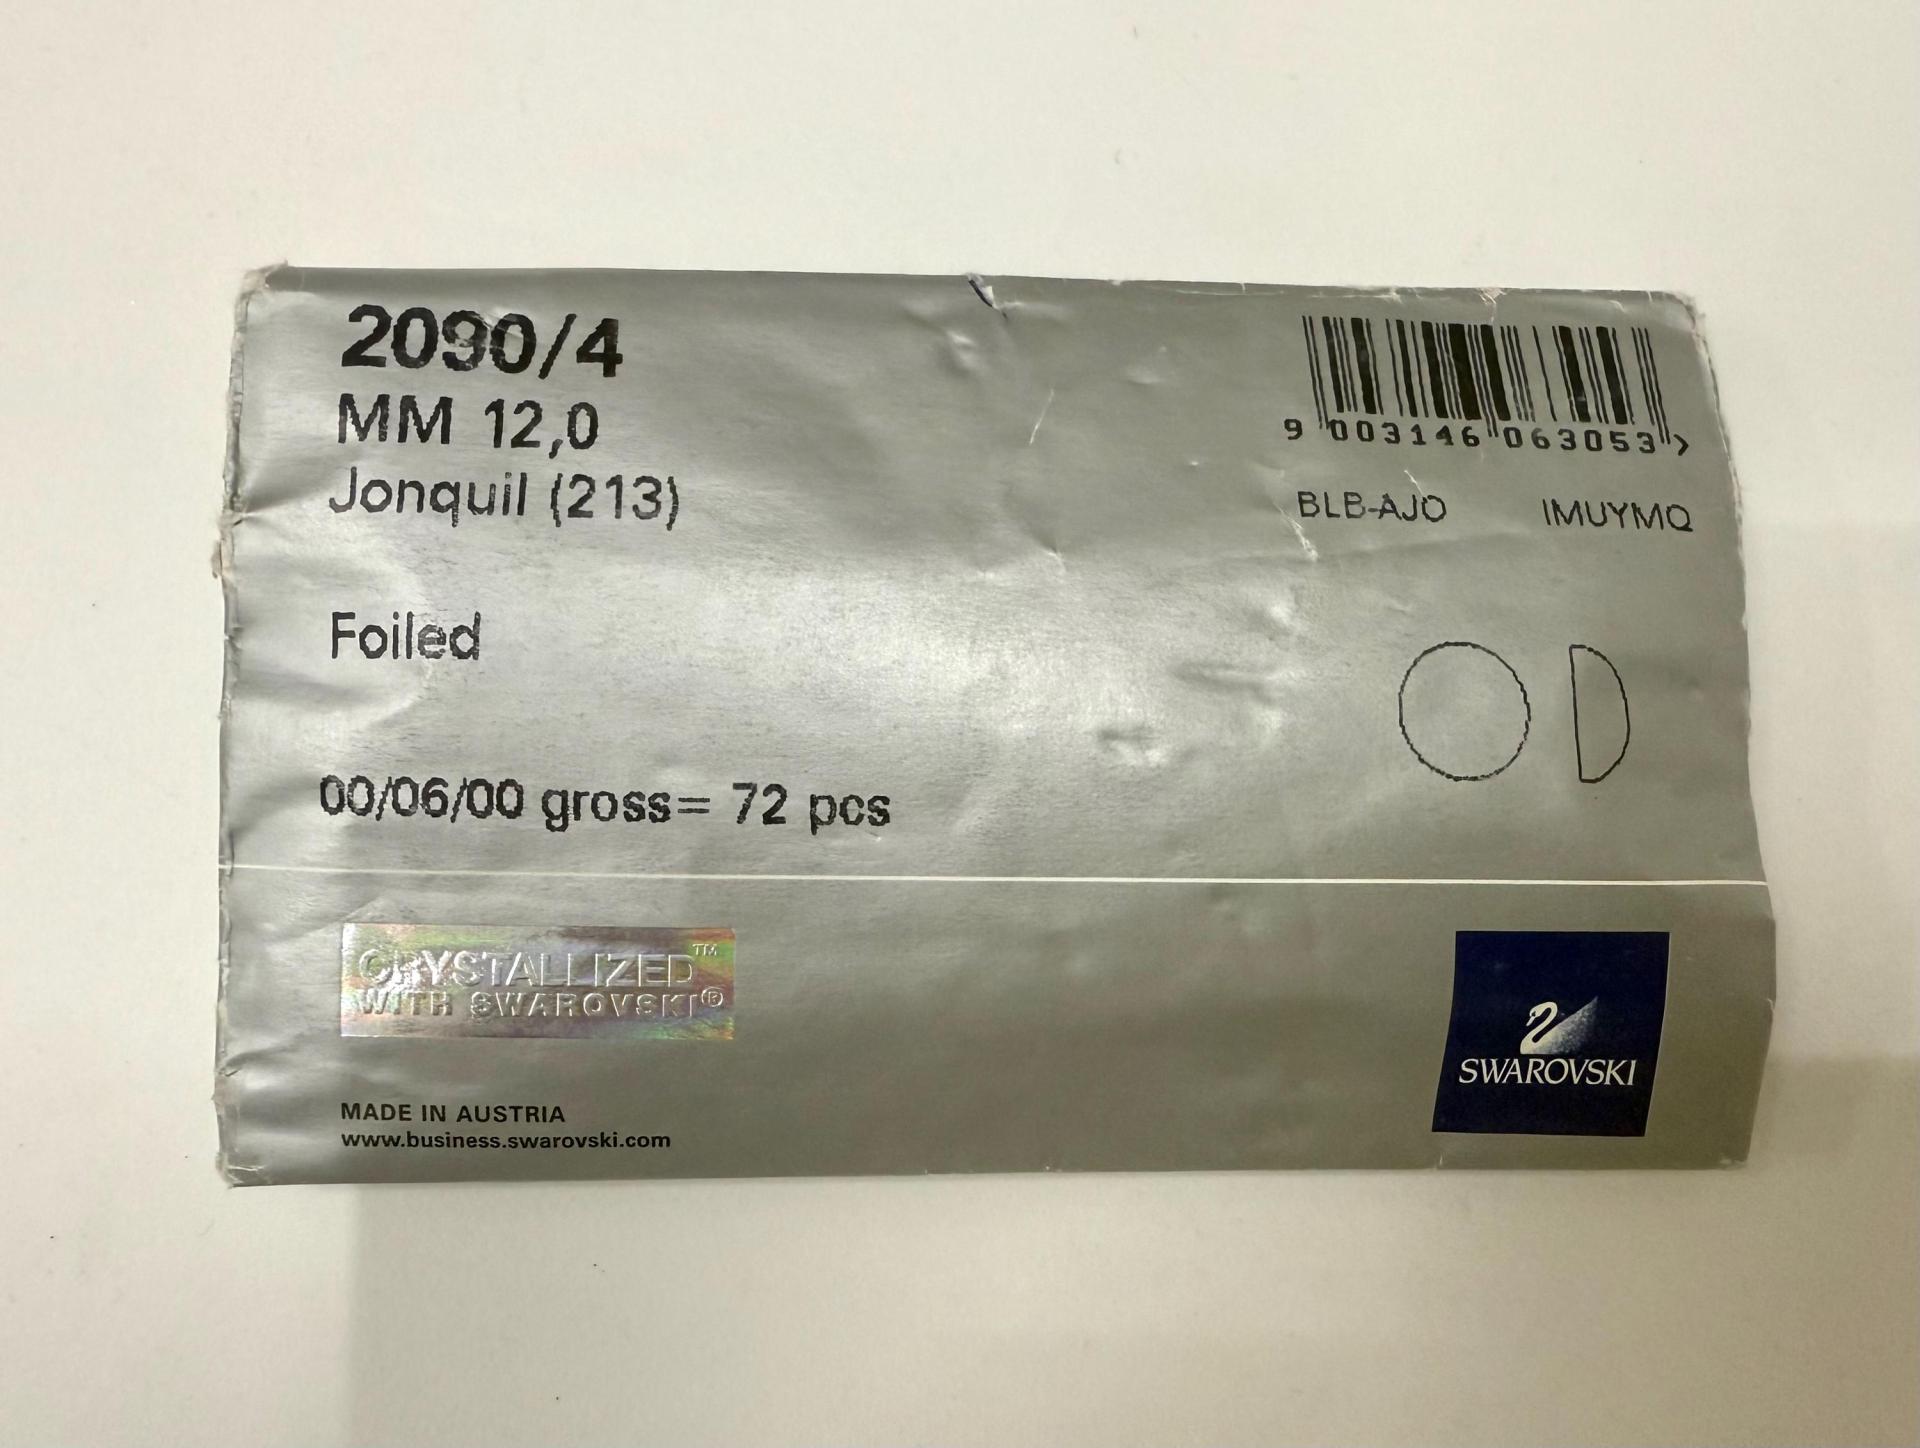 2090/4
MM 12,0
Jonquil (213)
Foiled
00/06/00 gross= 72 pcs
9 003146 063053 >
BLB-AJO IMUYMQ
CRYSTALLIZED™
WITH SWAROVSKI®
MADE IN AUSTRIA
www.business.swarovski.com
SWAROVSKI